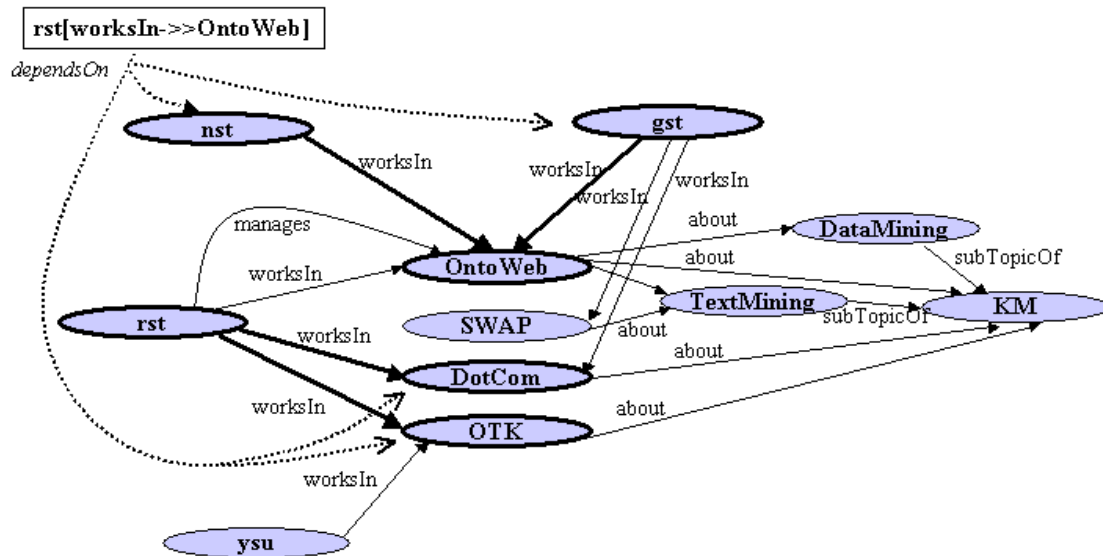 rst[worksIn->>OntoWeb]
dependsOn
nst
gst
worksIn
worksIn
worksIn
worksIn
manages
about
DataMining
OntoWeb
about
subTopicOf
worksIn
TextMining
KM
rst
SWAP
about
subTopicOf
worksIn
DotCom
about
worksIn
OTK
about
worksIn
ysu